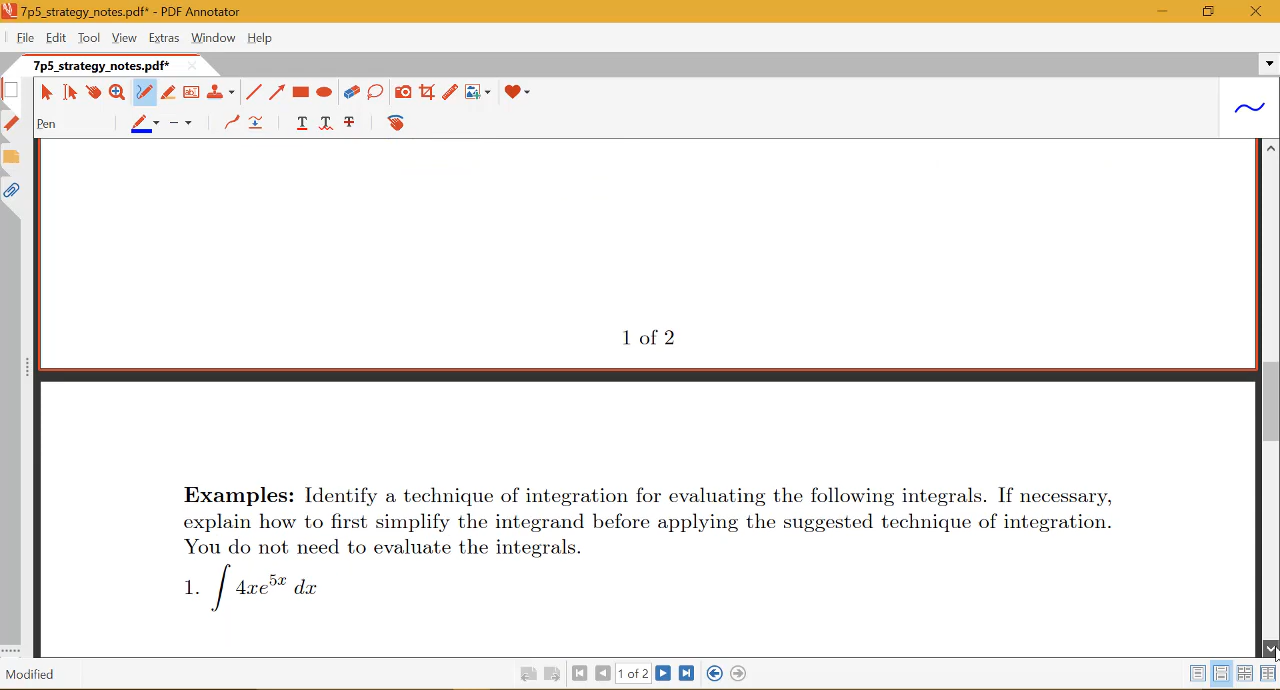 7p5_strategy_notes.pdf* - PDF Annotator
File Edit Tool View Extras Window Help
7p5_strategy_notes.pdf*
Pen
1 of 2
Examples: Identify a technique of integration for evaluating the following integrals. If necessary,
explain how to first simplify the integrand before applying the suggested technique of integration.
You do not need to evaluate the integrals.
1. ∫ 4xe^{5x} dx
Modified 1 of 2